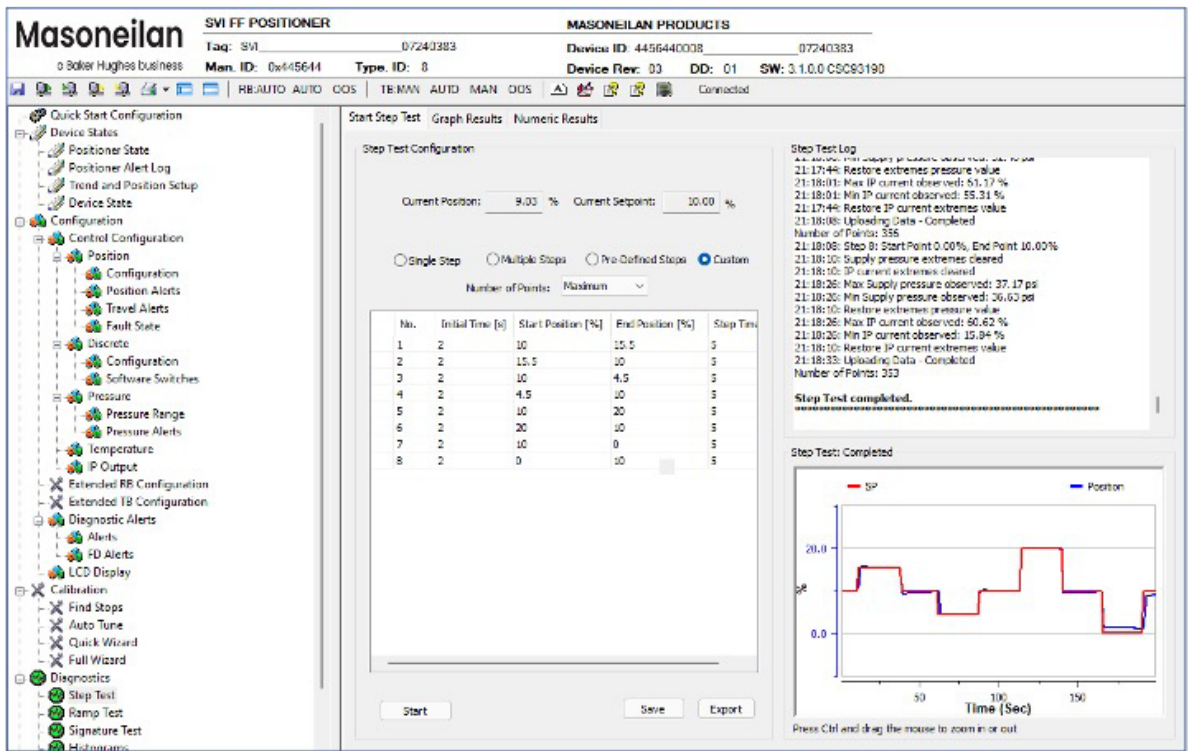 Masoneilan
a Baker Hughes business
SVI FF POSITIONER
MASONEILAN PRODUCTS
Tag: SVI_ 07240383
Device ID: 4456440008_ 07240383
Man. ID: 0x445644 Type. ID: 8
Device Rev: 03 DD: 01 SW: 3.1.0.0 CSC93190
RB:AUTO AUTO OOS TB:MAN AUTO MAN OOS Connected
Quick Start Configuration
Device States
Positioner State
Positioner Alert Log
Trend and Position Setup
Device State
Configuration
Control Configuration
Position
Configuration
Position Alerts
Travel Alerts
Fault State
Discrete
Configuration
Software Switches
Pressure
Pressure Range
Pressure Alerts
Temperature
IP Output
Extended RB Configuration
Extended TB Configuration
Diagnostic Alerts
Alerts
FD Alerts
LCD Display
Calibration
Find Stops
Auto Tune
Quick Wizard
Full Wizard
Diagnostics
Step Test
Ramp Test
Signature Test
Histograms
Start Step Test Graph Results Numeric Results
Step Test Configuration
Current Position: 9.03 % Current Setpoint: 10.00 %
Single Step Multiple Steps Pre-Defined Steps Custom
Number of Points: Maximum
No. Initial Time [s] Start Position [%] End Position [%] Step Time
1 2 10 15.5 5
2 2 15.5 10 5
3 2 10 4.5 5
4 2 4.5 10 5
5 2 10 20 5
6 2 20 10 5
7 2 10 0 5
8 2 0 10 5
Start Save Export
Step Test Log
21:17:44: Restore extremes pressure value
21:18:01: Max IP current observed: 61.17 %
21:18:01: Min IP current observed: 55.31 %
21:17:44: Restore IP current extremes value
21:18:08: Uploading Data - Completed
Number of Points: 356
21:18:08: Step 8: Start Point 0.00%, End Point 10.00%
21:18:10: Supply pressure extremes cleared
21:18:10: IP current extremes cleared
21:18:26: Max Supply pressure observed: 37.17 psi
21:18:26: Min Supply pressure observed: 36.63 psi
21:18:10: Restore extremes pressure value
21:18:26: Max IP current observed: 60.62 %
21:18:26: Min IP current observed: 15.84 %
21:18:10: Restore IP current extremes value
21:18:33: Uploading Data - Completed
Number of Points: 353
Step Test completed.
Step Test: Completed
SP Position
20.0
%
0.0
50 100 150
Time (Sec)
Press Ctrl and drag the mouse to zoom in or out